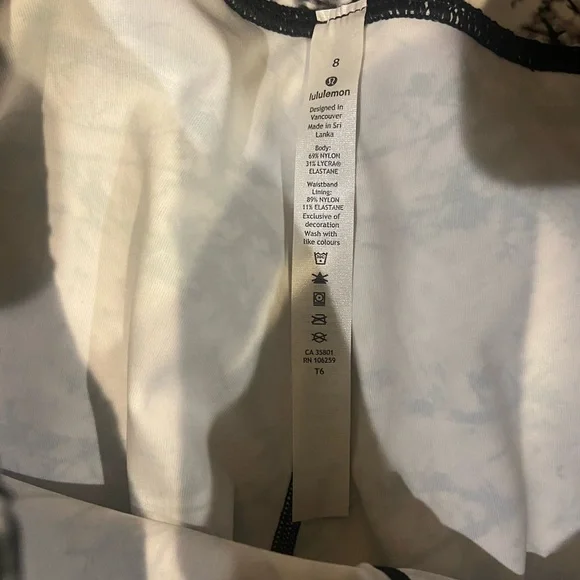 8
lululemon
Designed in
Vancouver
Made in Sri
Lanka
Body:
69% NYLON
31% LYCRA®
ELASTANE
Waistband
Lining:
89% NYLON
11% ELASTANE
Exclusive of
decoration
Wash with
like colours
CA 35801
RN 106259
T6